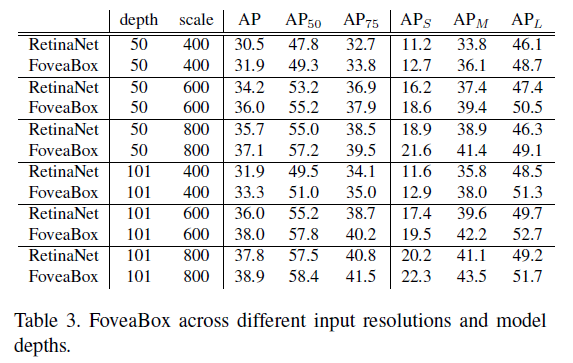 depth scale AP AP50 AP75 APS APM APL
RetinaNet 50 400 30.5 47.8 32.7 11.2 33.8 46.1
FoveaBox 50 400 31.9 49.3 33.8 12.7 36.1 48.7
RetinaNet 50 600 34.2 53.2 36.9 16.2 37.4 47.4
FoveaBox 50 600 36.0 55.2 37.9 18.6 39.4 50.5
RetinaNet 50 800 35.7 55.0 38.5 18.9 38.9 46.3
FoveaBox 50 800 37.1 57.2 39.5 21.6 41.4 49.1
RetinaNet 101 400 31.9 49.5 34.1 11.6 35.8 48.5
FoveaBox 101 400 33.3 51.0 35.0 12.9 38.0 51.3
RetinaNet 101 600 36.0 55.2 38.7 17.4 39.6 49.7
FoveaBox 101 600 38.0 57.8 40.2 19.5 42.2 52.7
RetinaNet 101 800 37.8 57.5 40.8 20.2 41.1 49.2
FoveaBox 101 800 38.9 58.4 41.5 22.3 43.5 51.7
Table 3. FoveaBox across different input resolutions and model
depths.